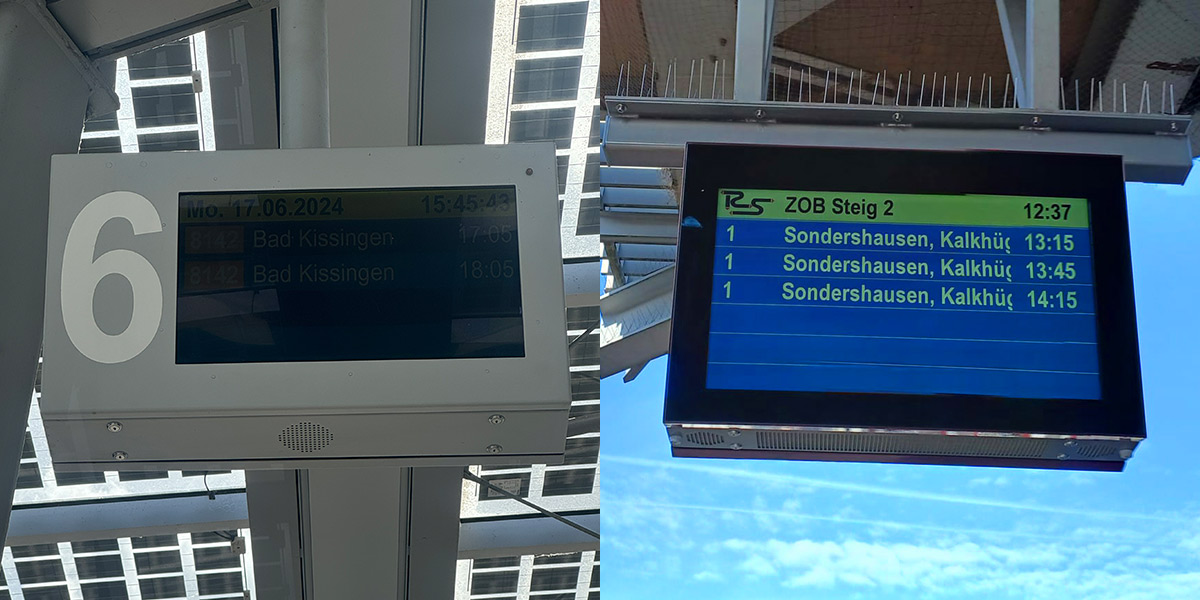 6
Mo. 17.06.2024 15:45:43
8142 Bad Kissingen 17:05
8142 Bad Kissingen 18:05
ZOB Steig 2 12:37
1 Sondershausen, Kalkhüg 13:15
1 Sondershausen, Kalkhüg 13:45
1 Sondershausen, Kalkhüg 14:15